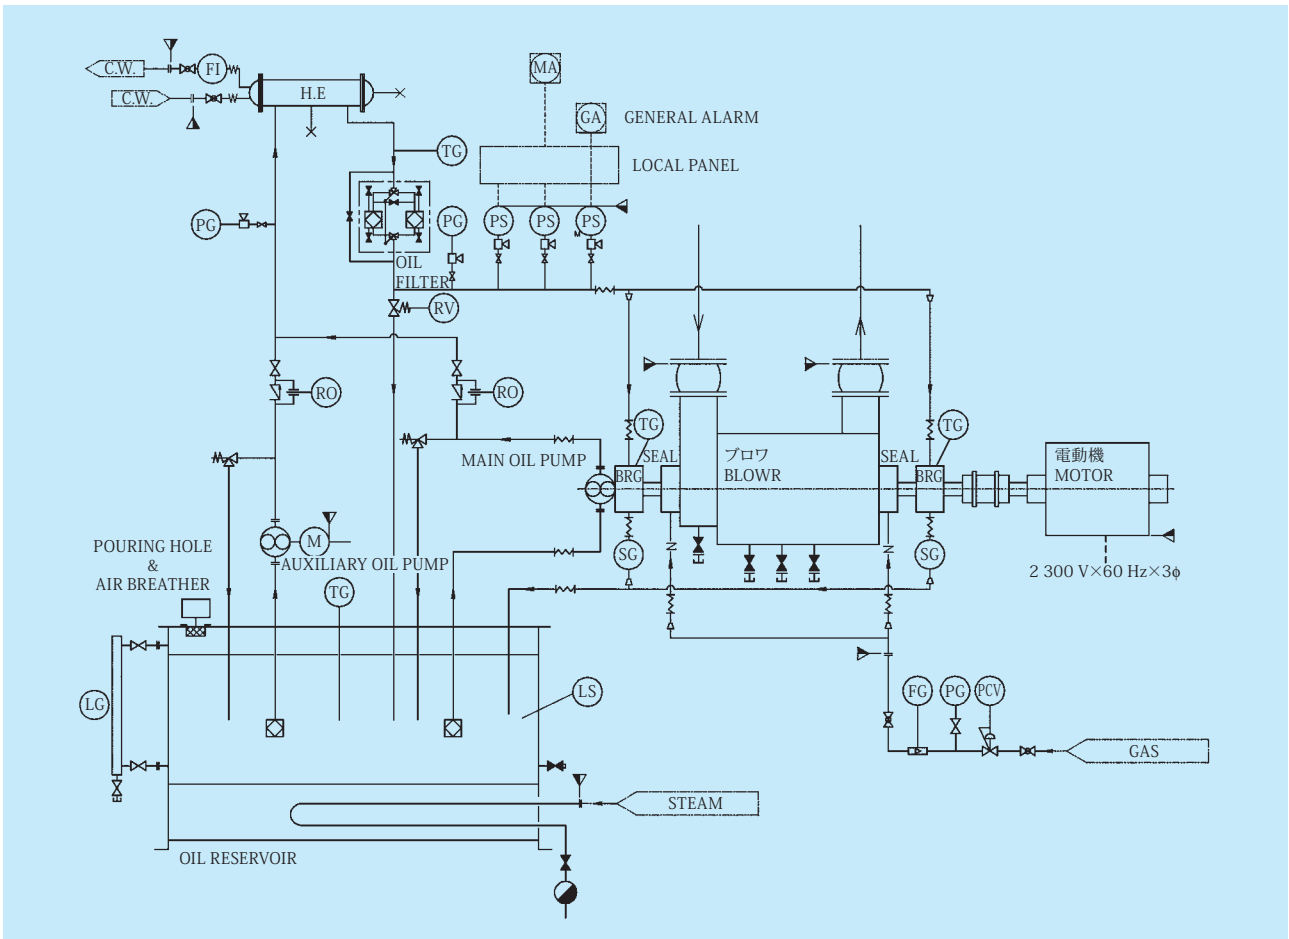 C.W.
FI
MA
H.E
C.W.
GA
GENERAL ALARM
TG
LOCAL PANEL
PG
PG
PS
PS
PS
M
OIL
FILTER
RV
RO
RO
TG
TG
MAIN OIL PUMP
SEAL
ブロワ
BLOWR
SEAL
電動機
MOTOR
BRG
BRG
M
SG
SG
POURING HOLE
&
AIR BREATHER
AUXILIARY OIL PUMP
TG
2 300 V×60 Hz×3ϕ
N
N
LG
LS
FG
PG
PCV
GAS
STEAM
OIL RESERVOIR